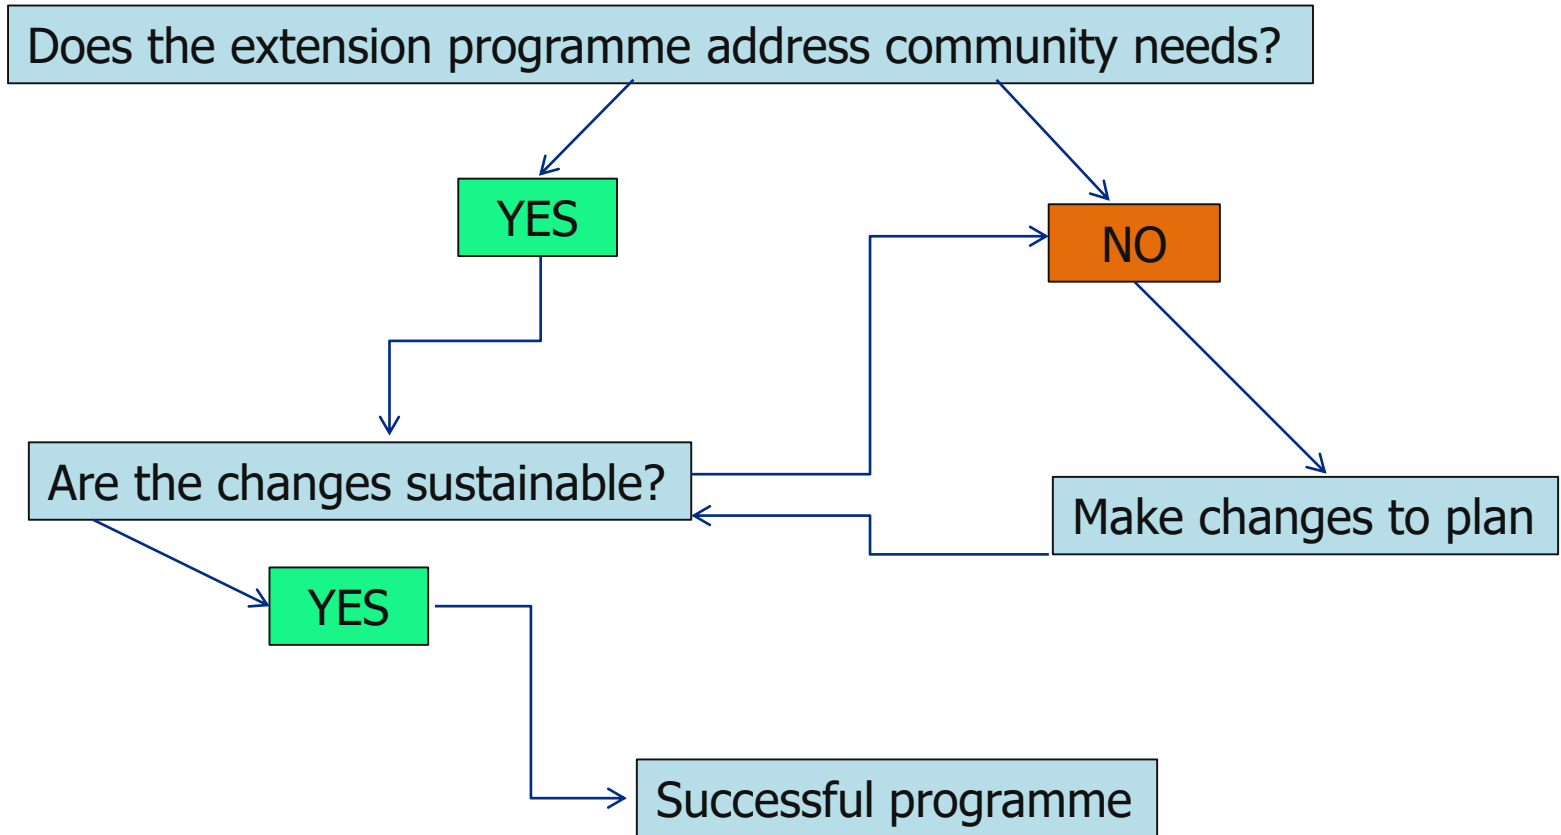 Does the extension programme address community needs?
YES
NO
Are the changes sustainable?
Make changes to plan
YES
Successful programme